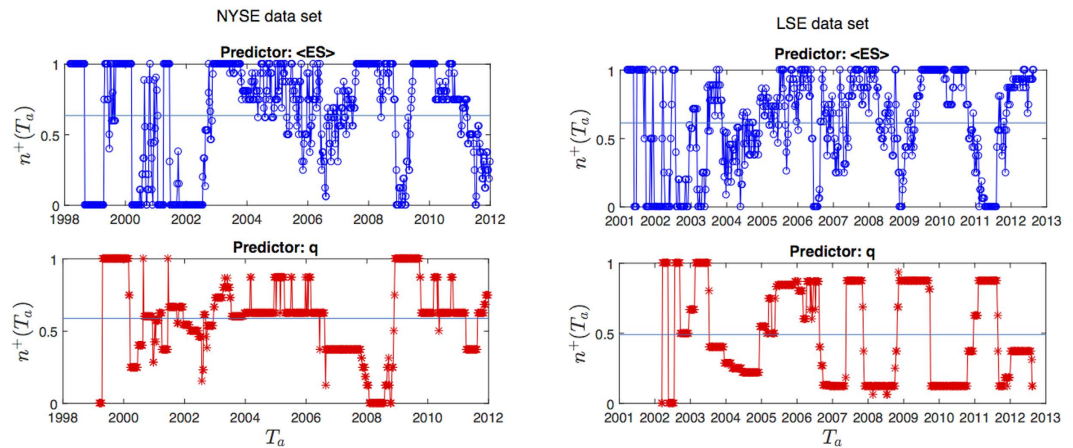 NYSE data set
Predictor: <ES>
1
0.5
0
n⁺(Tₐ)
1998 2000 2002 2004 2006 2008 2010 2012
Predictor: q
1
0.5
0
n⁺(Tₐ)
1998 2000 2002 2004 2006 2008 2010 2012
Tₐ
LSE data set
Predictor: <ES>
1
0.5
0
n⁺(Tₐ)
2001 2002 2003 2004 2005 2006 2007 2008 2009 2010 2011 2012 2013
Predictor: q
1
0.5
0
n⁺(Tₐ)
2001 2002 2003 2004 2005 2006 2007 2008 2009 2010 2011 2012 2013
Tₐ